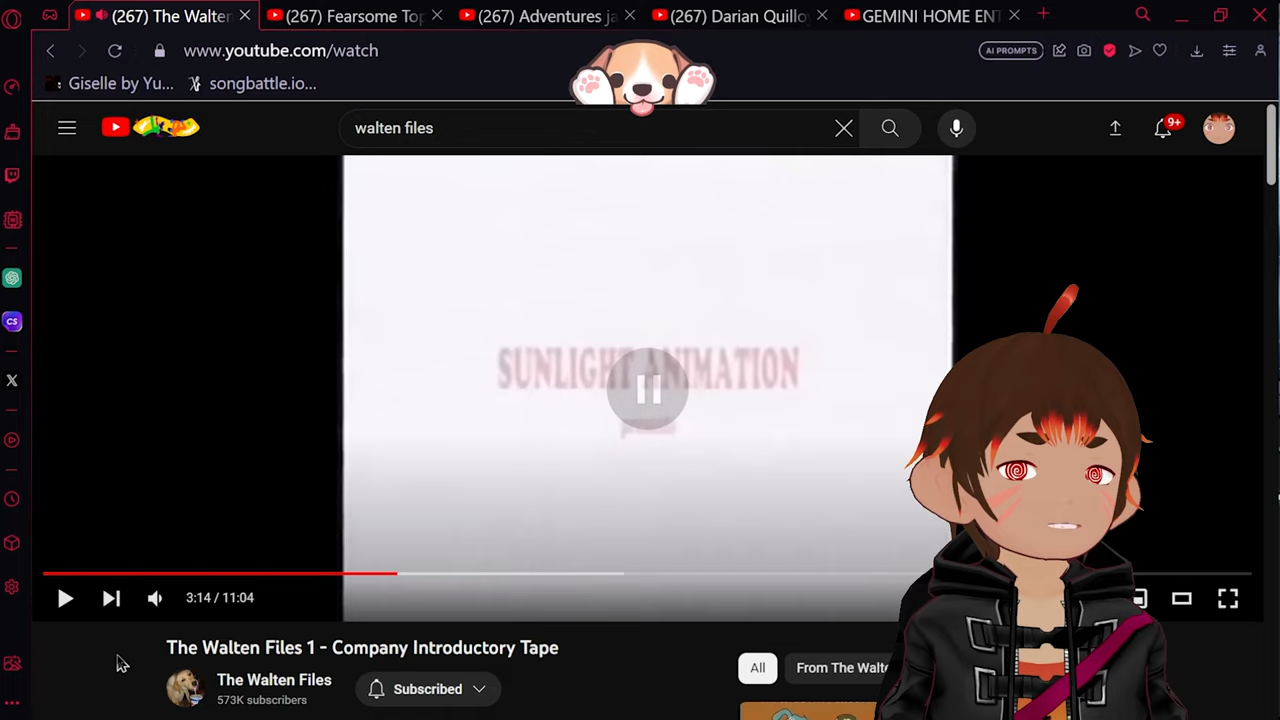 (267) The Walten
(267) Fearsome Top
(267) Adventures ja
(267) Darian Quillo
GEMINI HOME ENT
www.youtube.com/watch
AI PROMPTS
Giselle by Yu...
songbattle.io...
walten files
9+
SUNLIGHT ANIMATION
CS
3:14 / 11:04
The Walten Files 1 - Company Introductory Tape
The Walten Files
573K subscribers
Subscribed
All
From The Walte